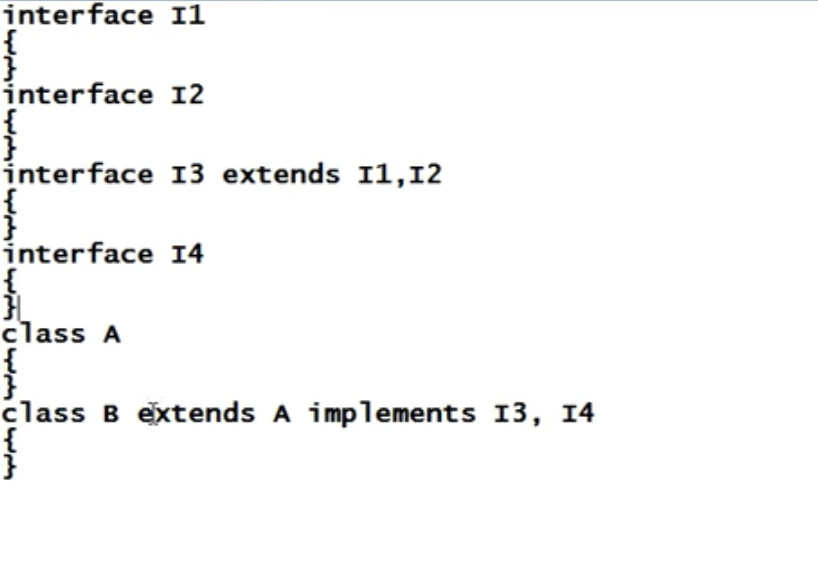 interface I1
{
}
interface I2
{
}
interface I3 extends I1,I2
{
}
interface I4
{
}
class A
{
}
class B extends A implements I3, I4
{
}